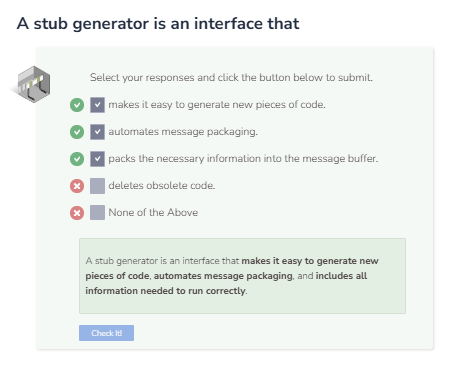 A stub generator is an interface that
Select your responses and click the button below to submit.
makes it easy to generate new pieces of code.
automates message packaging.
packs the necessary information into the message buffer.
deletes obsolete code.
None of the Above
A stub generator is an interface that makes it easy to generate new
pieces of code, automates message packaging, and includes all
information needed to run correctly.
Check It!